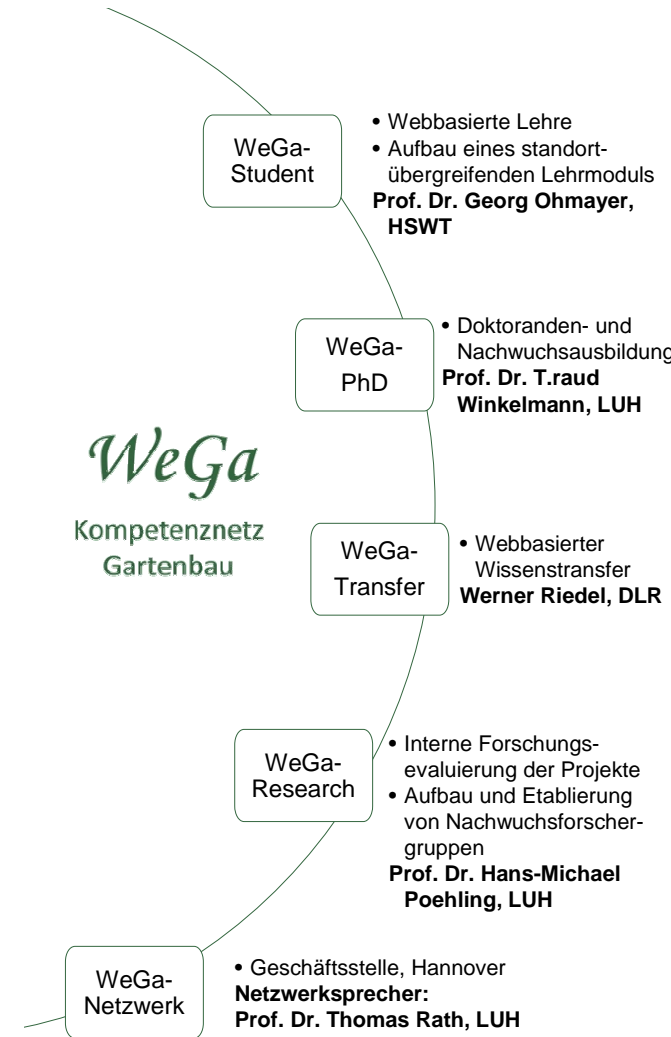 WeGa-
Student
• Webbasierte Lehre
• Aufbau eines standort-
übergreifenden Lehrmoduls
Prof. Dr. Georg Ohmayer,
HSWT
WeGa-
PhD
• Doktoranden- und
Nachwuchsausbildung
Prof. Dr. T.raud
Winkelmann, LUH
WeGa
Kompetenznetz
Gartenbau
WeGa-
Transfer
• Webbasierter
Wissenstransfer
Werner Riedel, DLR
WeGa-
Research
• Interne Forschungs-
evaluierung der Projekte
• Aufbau und Etablierung
von Nachwuchsforscher-
gruppen
Prof. Dr. Hans-Michael
Poehling, LUH
WeGa-
Netzwerk
• Geschäftsstelle, Hannover
Netzwerksprecher:
Prof. Dr. Thomas Rath, LUH